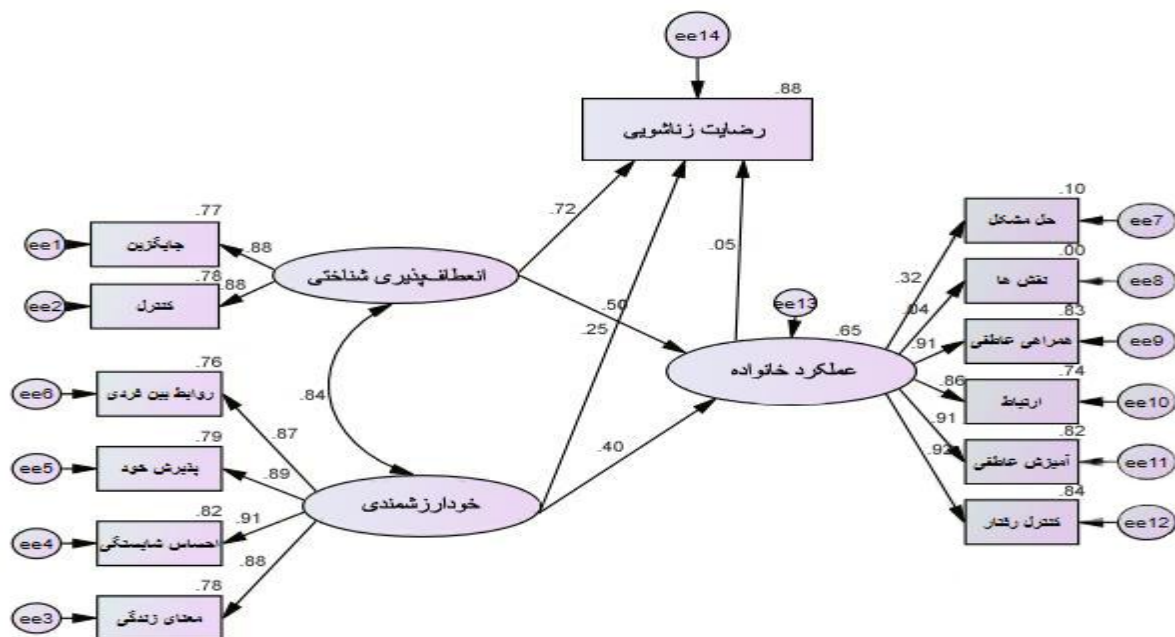 ee14
.88
رضایت زناشویی
.72
.25
.05
.77
ee1
جایگزین
.88
.78
ee2
کنترل
.88
انعطاف‌پذیری شناختی
.50
.84
.76
ee6
روابط بین فردی
.87
.79
ee5
پذیرش خود
.89
.82
ee4
احساس شایستگی
.91
.78
ee3
معنای زندگی
.88
خودارزشمندی
.40
ee13
.65
عملکرد خانواده
.10
حل مشکل
ee7
.32
.00
نقش ها
ee8
.04
.83
همراهی عاطفی
ee9
.91
.74
ارتباط
ee10
.86
.82
آمیزش عاطفی
ee11
.91
.84
کنترل رفتار
ee12
.92